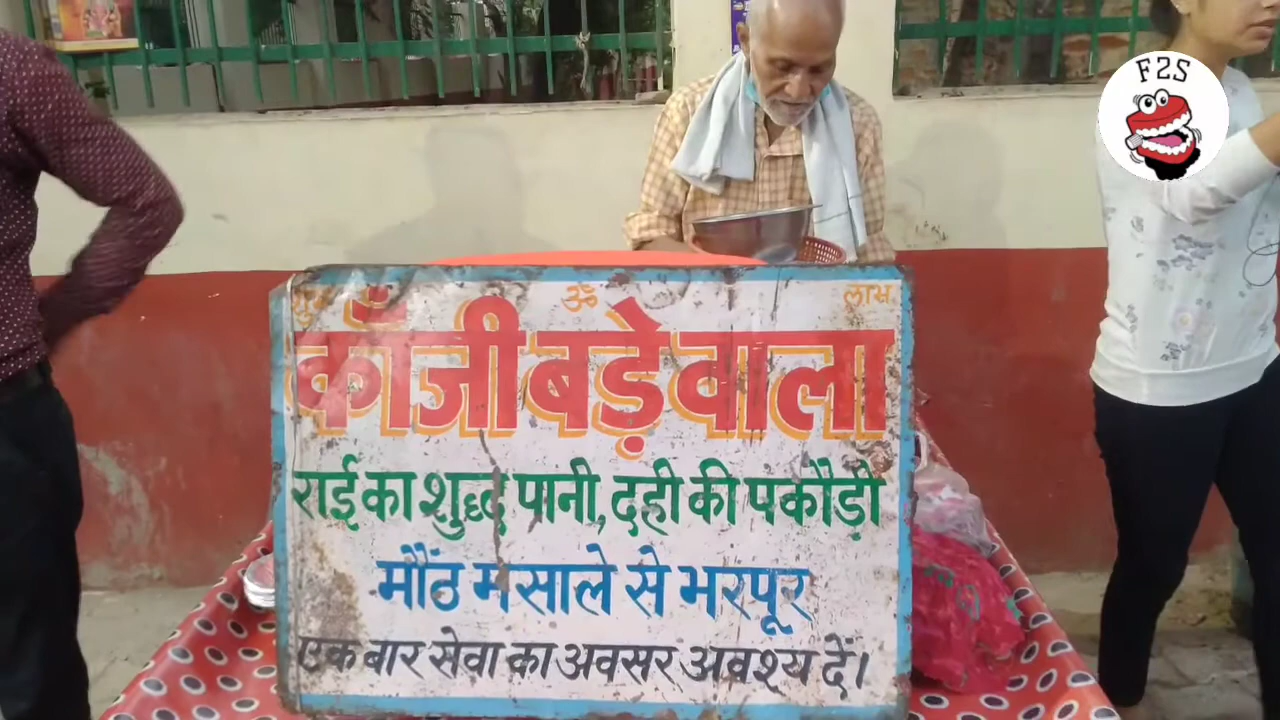 F2S
शुभ ॐ लाभ
काँजी बड़े वाला
राई का शुद्ध पानी, दही की पकौड़ी
मौंठ मसाले से भरपूर
एक बार सेवा का अवसर अवश्य दें।